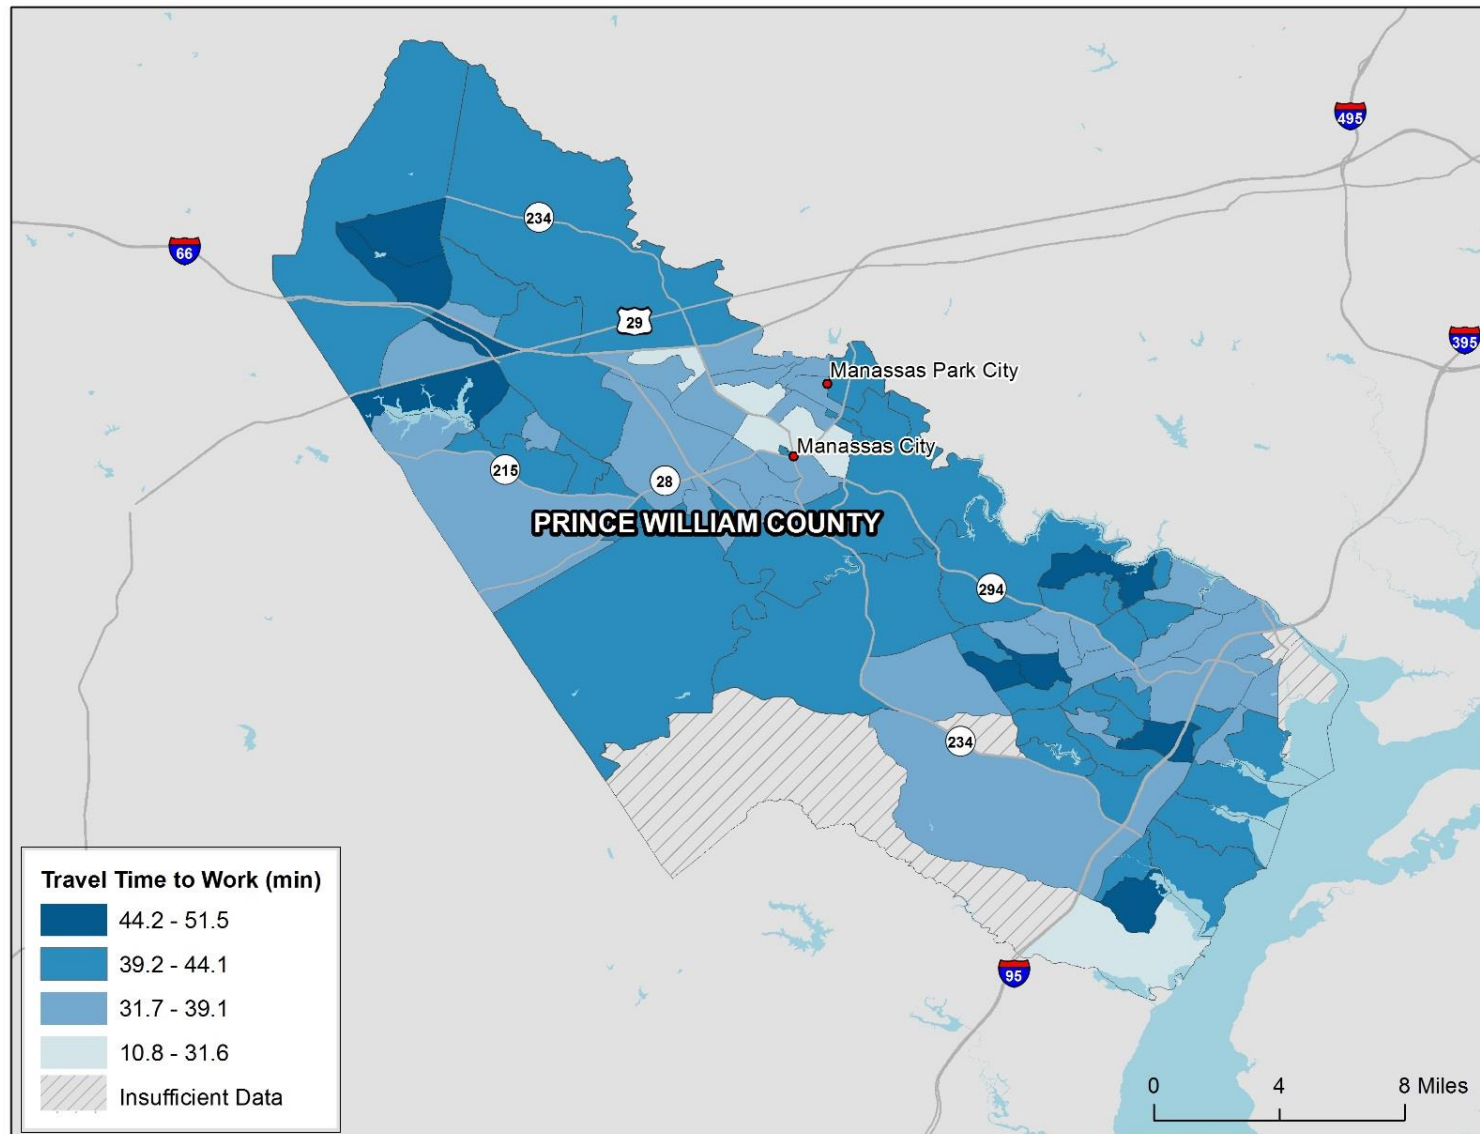 495
234
66
29
395
Manassas Park City
Manassas City
215
28
PRINCE WILLIAM COUNTY
294
234
95
Travel Time to Work (min)
44.2 - 51.5
39.2 - 44.1
31.7 - 39.1
10.8 - 31.6
Insufficient Data
0 4 8 Miles